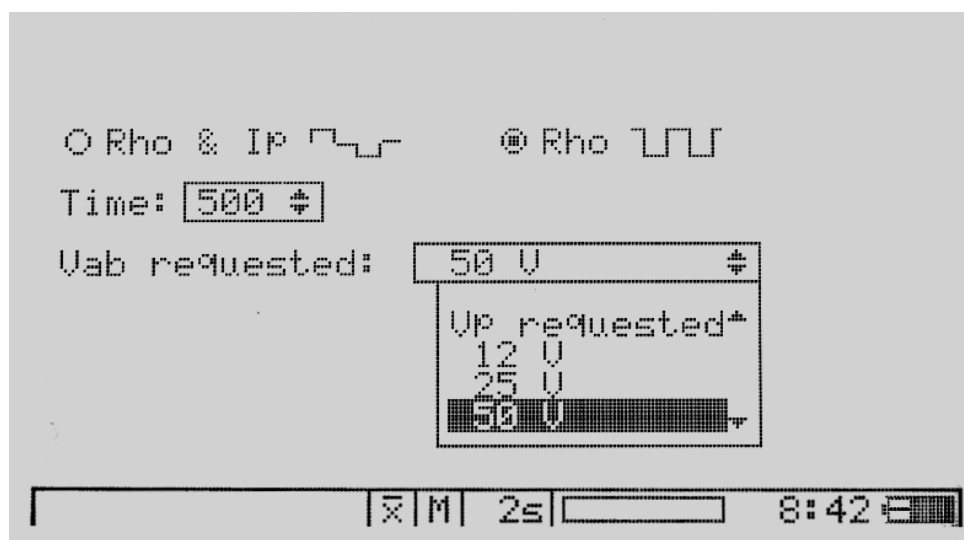 Rho & IP Rho
Time: 500
Vab requested: 50 V
Vp requested
12 V
25 V
50 V
x̅ M 2s 8:42